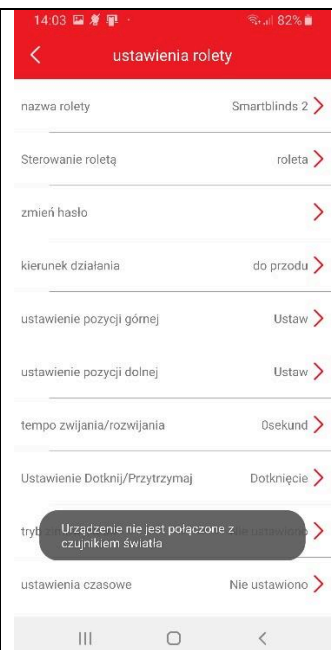 14:03 82%
ustawienia rolety
nazwa rolety Smartblinds 2
Sterowanie roletą roleta
zmień hasło
kierunek działania do przodu
ustawienie pozycji górnej Ustaw
ustawienie pozycji dolnej Ustaw
tempo zwijania/rozwijania 0sekund
Ustawienie Dotknij/Przytrzymaj Dotknięcie
tryb
Urządzenie nie jest połączone z
czujnikiem światła
ustawienia czasowe Nie ustawiono